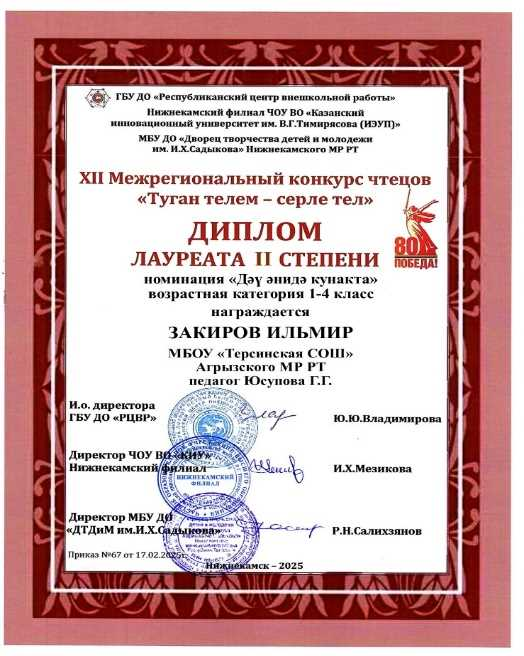 ГБУ ДО «Республиканский центр внешкольной работы»
Нижнекамский филиал ЧОУ ВО «Казанский
инновационный университет им. В.Г.Тимирясова (ИЭУП)»
МБУ ДО «Дворец творчества детей и молодежи
им. И.Х.Садыкова» Нижнекамского МР РТ
XII Межрегиональный конкурс чтецов
«Туган телем – серле тел»
ДИПЛОМ
ЛАУРЕАТА II СТЕПЕНИ
80
ПОБЕДА!
номинация «Дәү әнидә кунакта»
возрастная категория 1-4 класс
награждается
ЗАКИРОВ ИЛЬМИР
МБОУ «Терсинская СОШ»
Агрызского МР РТ
педагог Юсупова Г.Г.
И.о. директора
ГБУ ДО «РЦВР» Ю.Ю.Владимирова
Директор ЧОУ ВО «КИУ»
Нижнекамский филиал И.Х.Мезикова
НИЖНЕКАМСКИЙ
ФИЛИАЛ
Директор МБУ ДО
«ДТДиМ им.И.Х.Садыкова» Р.Н.Салихзянов
Приказ №67 от 17.02.2025г.
Нижнекамск – 2025